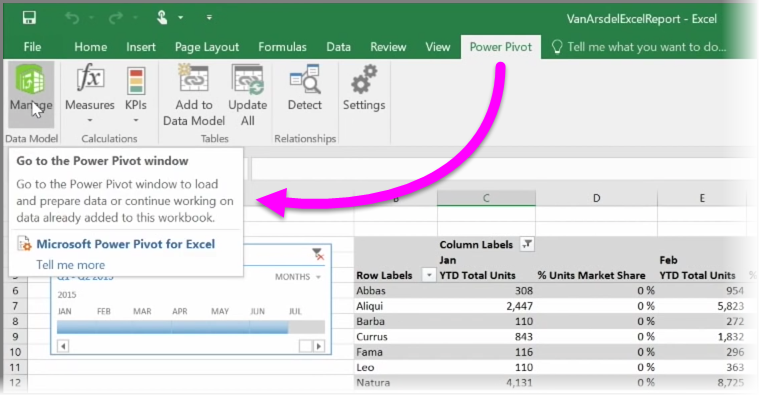 VanArsdelExcelReport - Excel
File Home Insert Page Layout Formulas Data Review View Power Pivot Tell me what you want to do...
Manage Measures KPIs Add to Data Model Update All Detect Settings
Data Model Calculations Tables Relationships
Go to the Power Pivot window
Go to the Power Pivot window to load
and prepare data or continue working on
data already added to this workbook.
Microsoft Power Pivot for Excel
Tell me more
C D E
Column Labels
Jan Feb
Q1 - Q2 2015 MONTHS
Row Labels YTD Total Units % Units Market Share YTD Total Units %
6 2015 Abbas 308 0 % 954
7 JAN FEB MAR APR MAY JUN JUL Aliqui 2,447 0 % 5,823
8 Barba 110 0 % 272
9 Currus 843 0 % 1,832
10 Fama 116 0 % 296
11 Leo 110 0 % 363
12 Natura 4,131 0 % 8,725